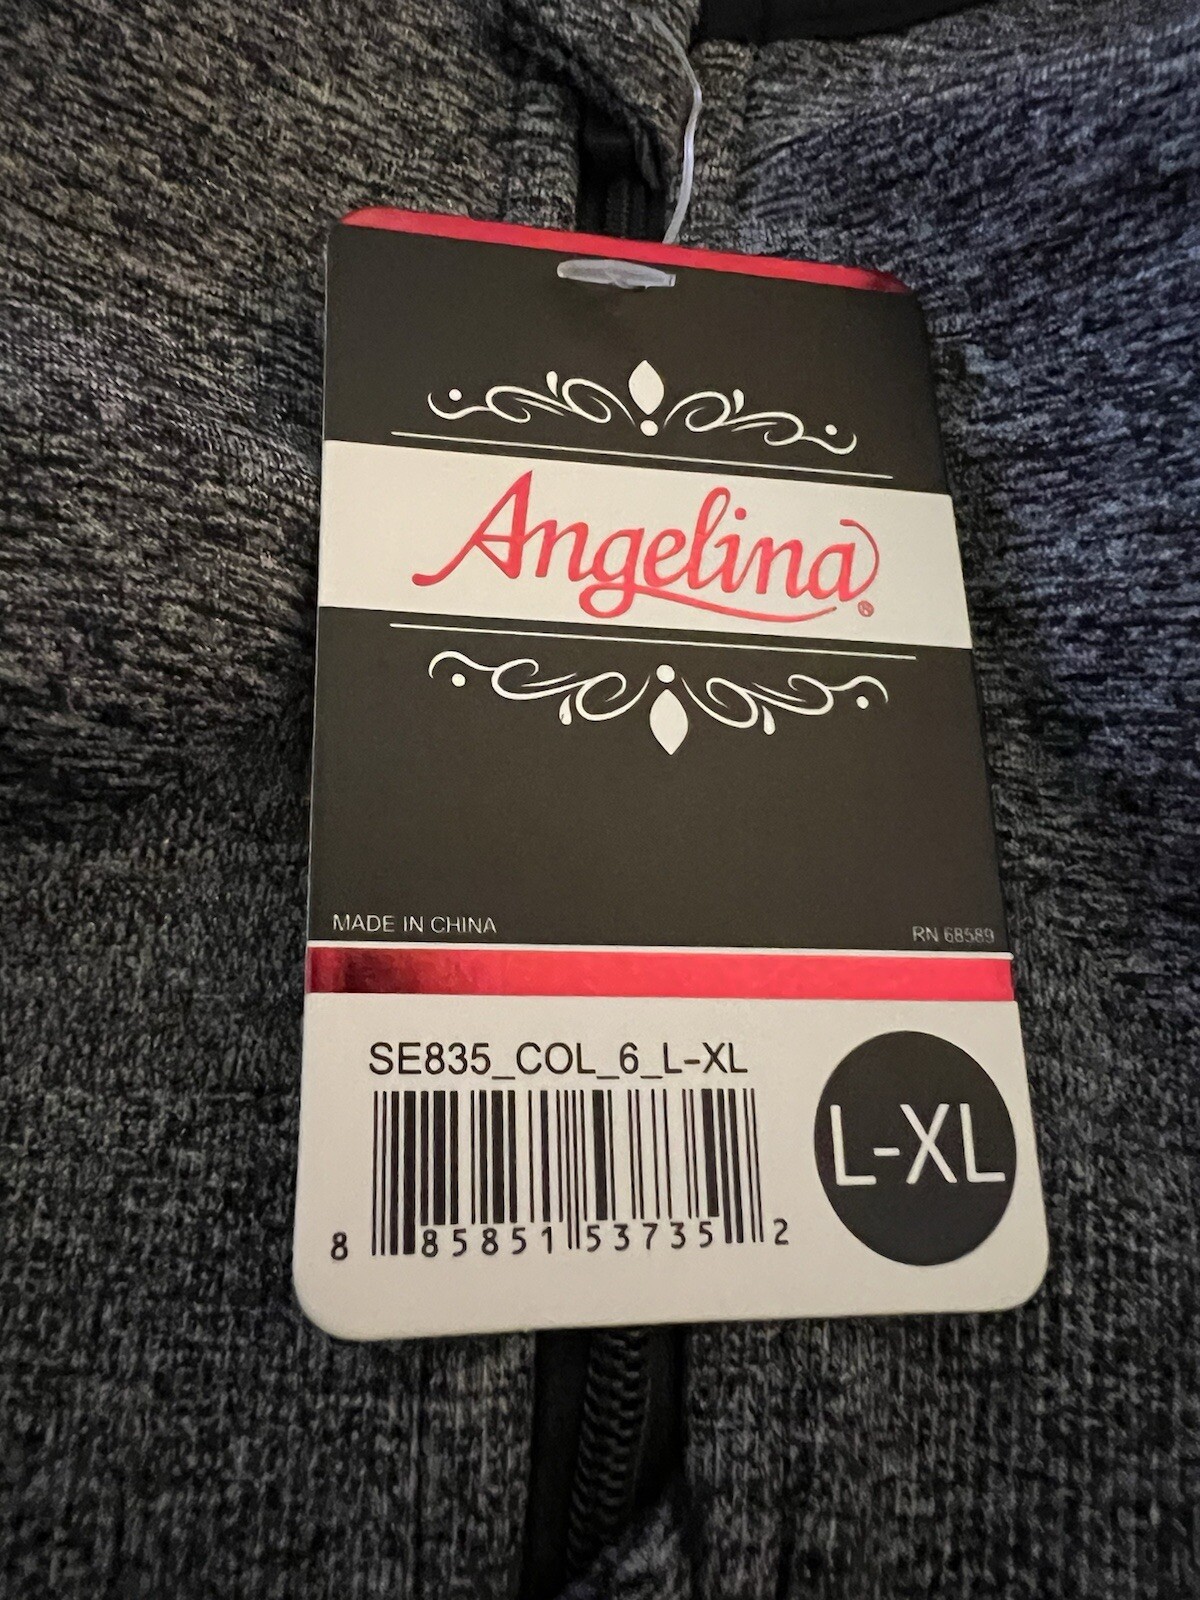 Angelina®
MADE IN CHINA
RN 68589
SE835_COL_6_L-XL
L-XL
8 85851 53735 2